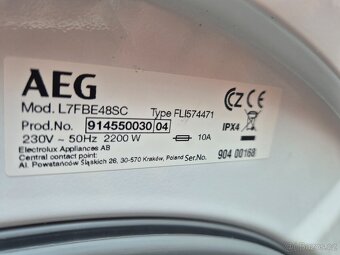 AEG
Mod. L7FBE48SC
Type FLI574471
Prod.No. 914550030 04
230V ~ 50Hz 2200 W 10A
IPX4
Electrolux Appliances AB
Central contact point:
Al. Powstańców Śląskich 26, 30-570 Kraków, Poland Ser.No. 904 00168